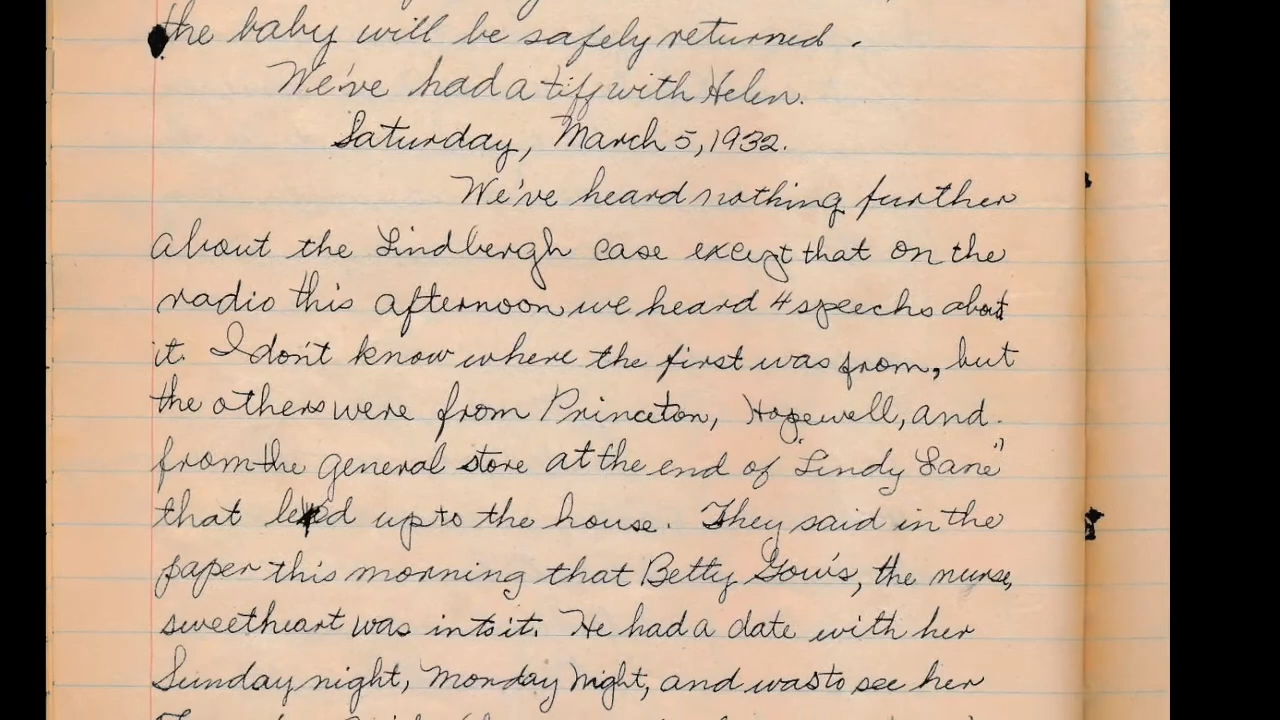 the baby will be safely returned.
We've had a tiff with Helen.
Saturday, March 5, 1932.
We've heard nothing further
about the Lindbergh case except that on the
radio this afternoon we heard 4 speechs about
it. I don't know where the first was from, but
the others were from Princeton, Hopewell, and
from the general store at the end of "Lindy Lane"
that led up to the house. They said in the
paper this morning that Betty Gow's, the nurse,
sweetheart was into it. He had a date with her
Sunday night, Monday night, and was to see her